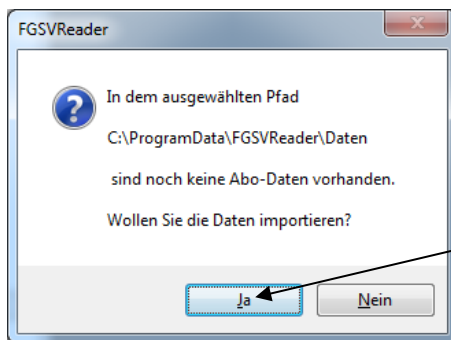 FGSVReader
In dem ausgewählten Pfad
C:\ProgramData\FGSVReader\Daten
sind noch keine Abo-Daten vorhanden.
Wollen Sie die Daten importieren?
Ja
Nein